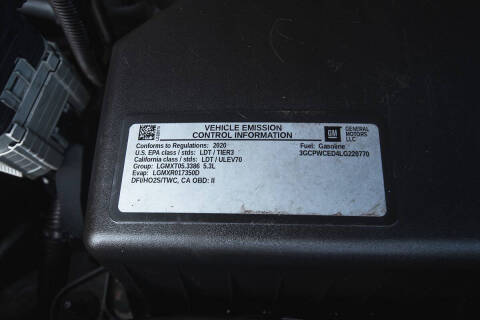 VEHICLE EMISSION
CONTROL INFORMATION
GM
GENERAL
MOTORS
LLC
Conforms to Regulations: 2020
Fuel: Gasoline
U.S. EPA class / stds: LDT / TIER3
3GCPWCED4LG220770
California class / stds: LDT / ULEV70
Group: LGMXT05.3386 5.3L
Evap: LGMXR017350D
DFI/HO2S/TWC, CA OBD: II